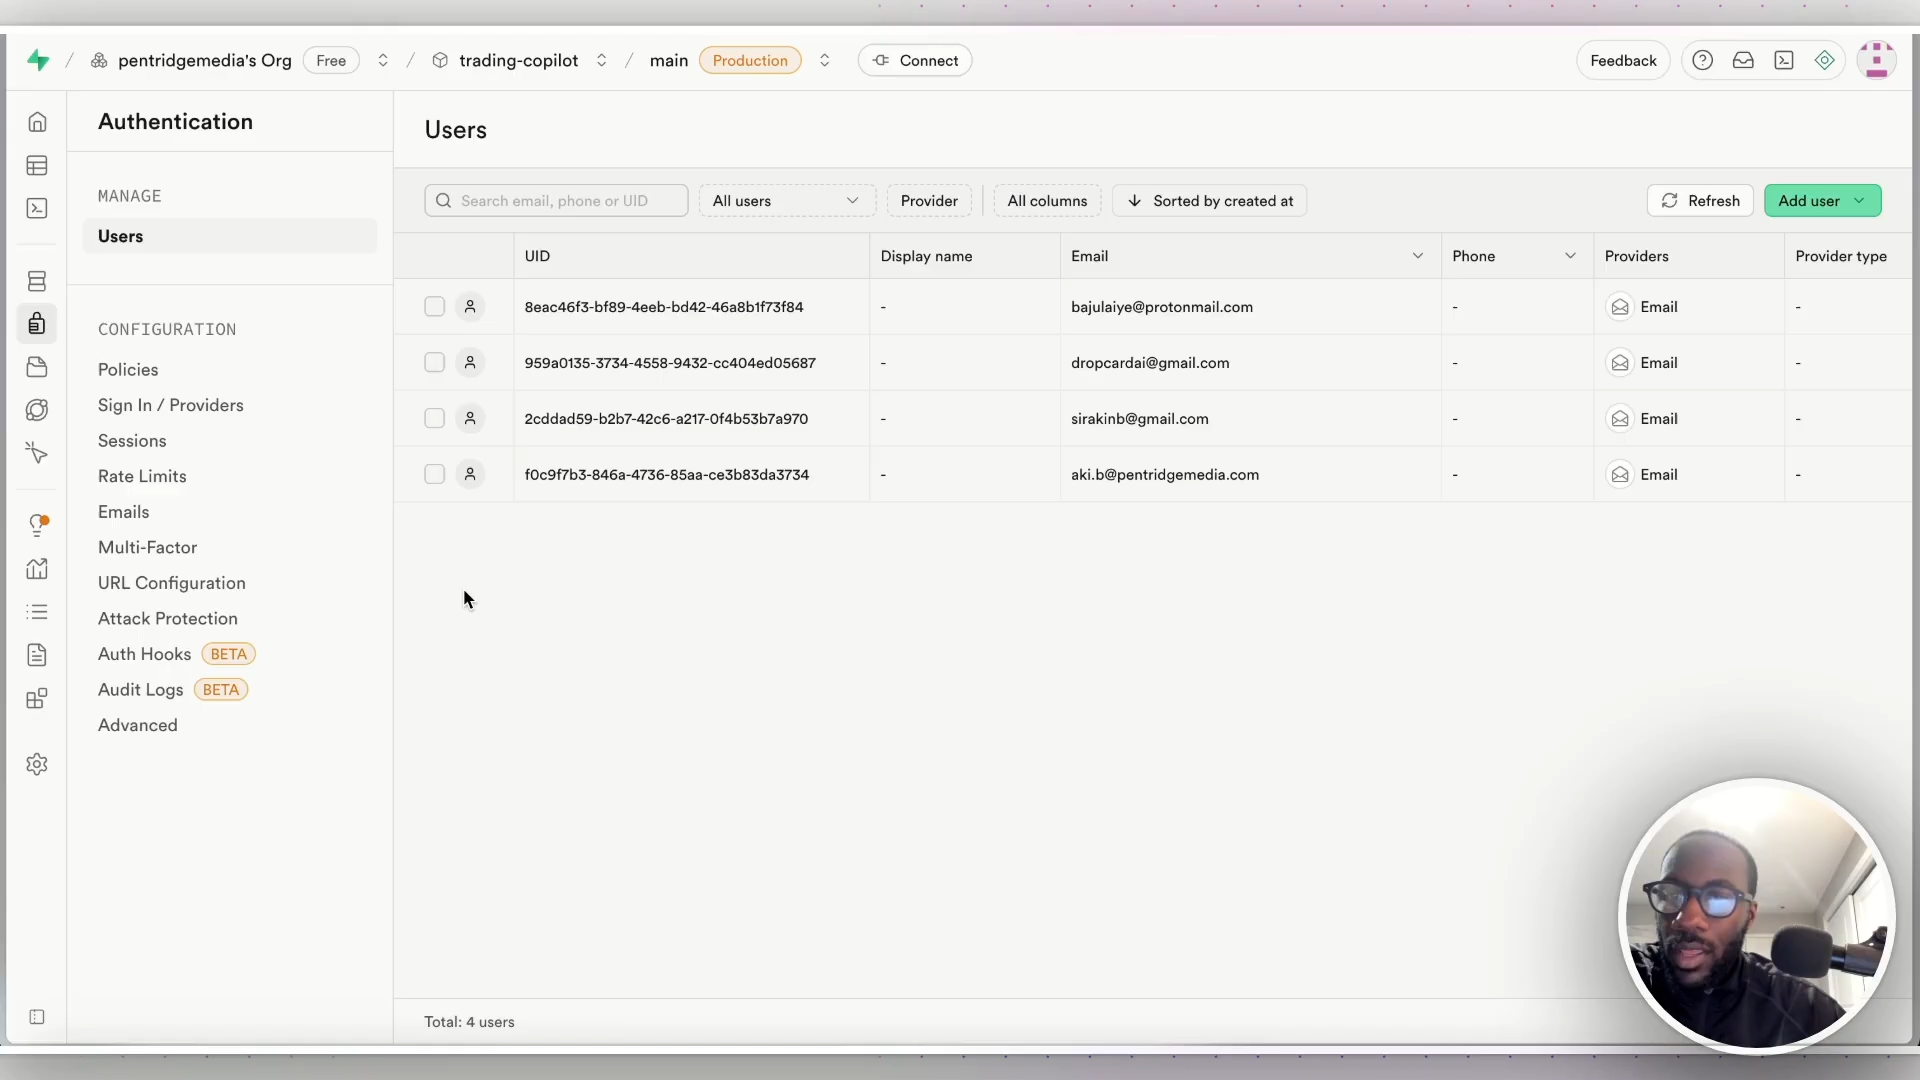 pentridgemedia's Org Free / trading-copilot / main Production Connect Feedback
Authentication
MANAGE
Users
CONFIGURATION
Policies
Sign In / Providers
Sessions
Rate Limits
Emails
Multi-Factor
URL Configuration
Attack Protection
Auth Hooks BETA
Audit Logs BETA
Advanced
Users
Search email, phone or UID All users Provider All columns Sorted by created at Refresh Add user
UID Display name Email Phone Providers Provider type
8eac46f3-bf89-4eeb-bd42-46a8b1f73f84 - bajulaiye@protonmail.com - Email -
959a0135-3734-4558-9432-cc404ed05687 - dropcardai@gmail.com - Email -
2cddad59-b2b7-42c6-a217-0f4b53b7a970 - sirakinb@gmail.com - Email -
f0c9f7b3-846a-4736-85aa-ce3b83da3734 - aki.b@pentridgemedia.com - Email -
Total: 4 users